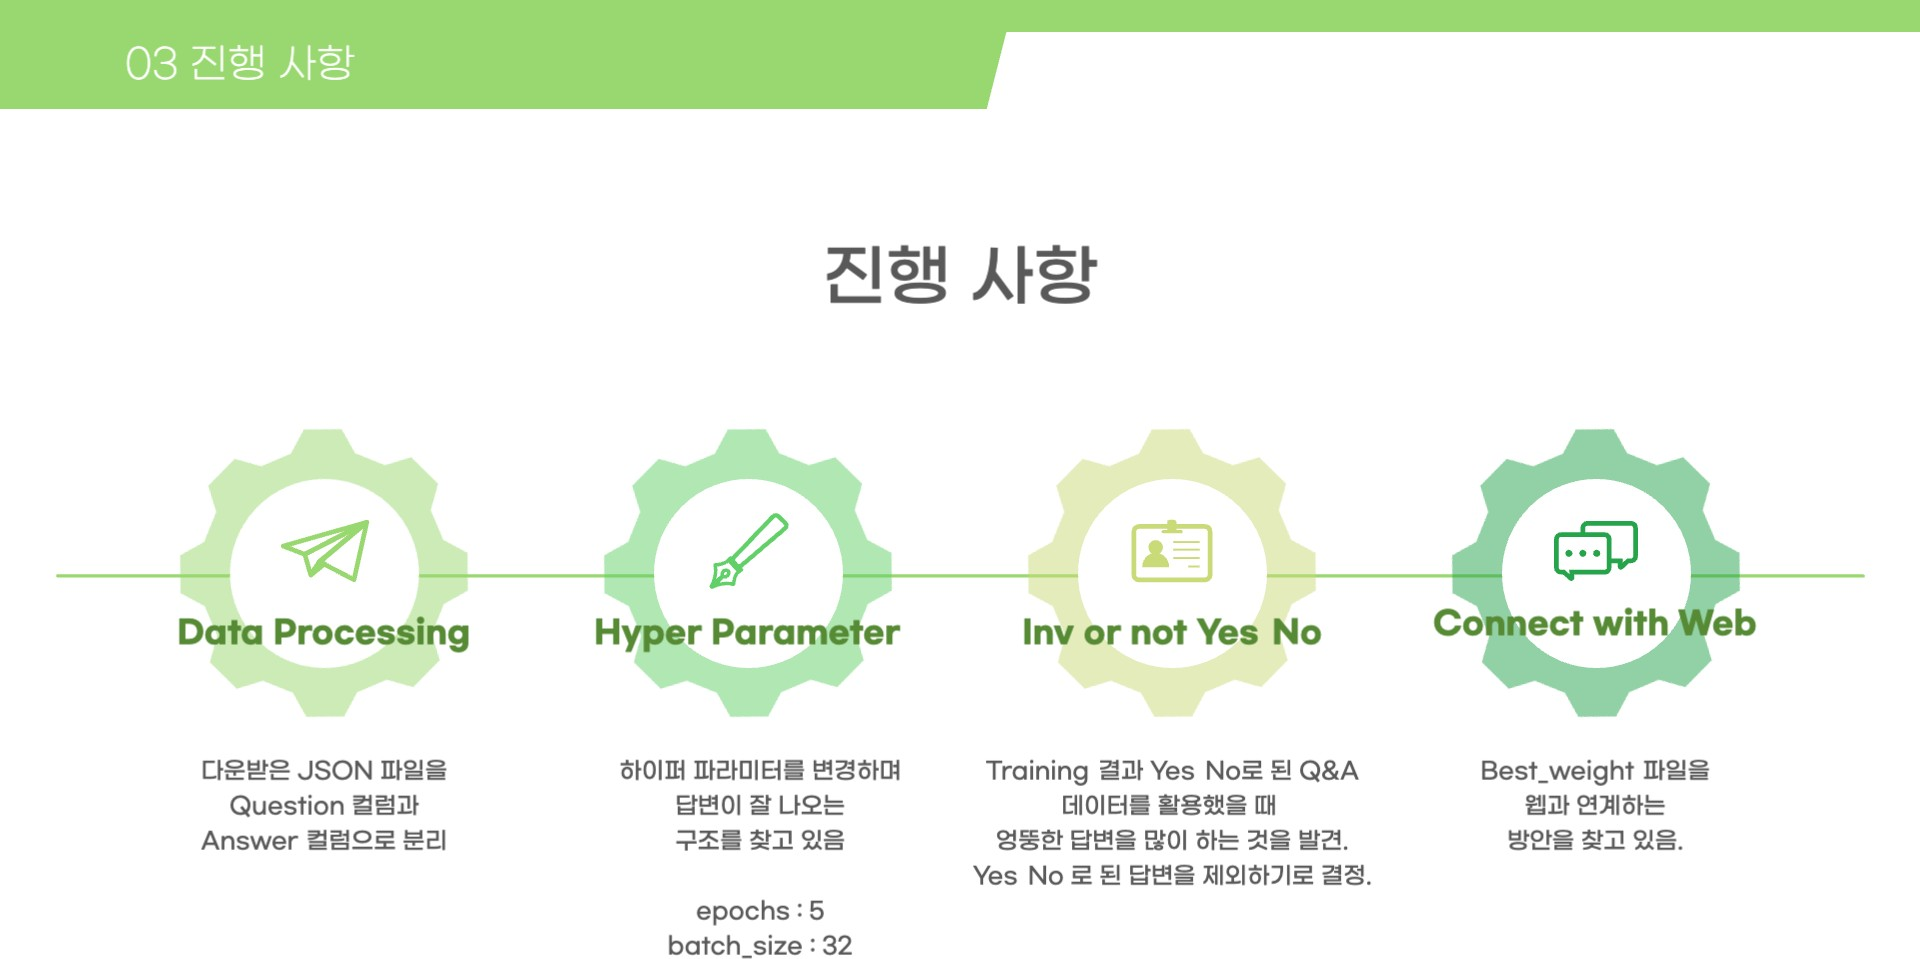 03 진행 사항
진행 사항
Data Processing
다운받은 JSON 파일을
Question 컬럼과
Answer 컬럼으로 분리
Hyper Parameter
하이퍼 파라미터를 변경하며
답변이 잘 나오는
구조를 찾고 있음
epochs : 5
batch_size : 32
Inv or not Yes No
Training 결과 Yes No로 된 Q&A
데이터를 활용했을 때
엉뚱한 답변을 많이 하는 것을 발견.
Yes No 로 된 답변을 제외하기로 결정.
Connect with Web
Best_weight 파일을
웹과 연계하는
방안을 찾고 있음.